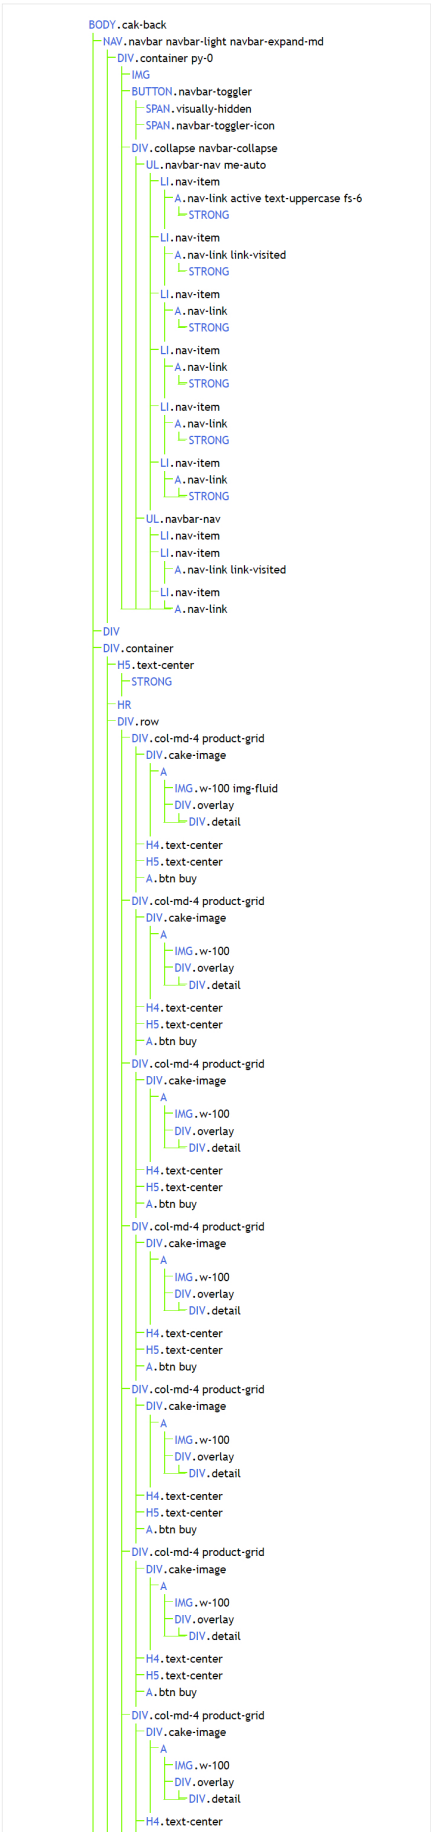 BODY.cak-back
NAV.navbar navbar-light navbar-expand-md
DIV.container py-0
IMG
BUTTON.navbar-toggler
SPAN.visually-hidden
SPAN.navbar-toggler-icon
DIV.collapse navbar-collapse
UL.navbar-nav me-auto
LI.nav-item
A.nav-link active text-uppercase fs-6
STRONG
LI.nav-item
A.nav-link link-visited
STRONG
LI.nav-item
A.nav-link
STRONG
LI.nav-item
A.nav-link
STRONG
LI.nav-item
A.nav-link
STRONG
LI.nav-item
A.nav-link
STRONG
UL.navbar-nav
LI.nav-item
LI.nav-item
A.nav-link link-visited
LI.nav-item
A.nav-link
DIV
DIV.container
H5.text-center
STRONG
HR
DIV.row
DIV.col-md-4 product-grid
DIV.cake-image
A
IMG.w-100 img-fluid
DIV.overlay
DIV.detail
H4.text-center
H5.text-center
A.btn buy
DIV.col-md-4 product-grid
DIV.cake-image
A
IMG.w-100
DIV.overlay
DIV.detail
H4.text-center
H5.text-center
A.btn buy
DIV.col-md-4 product-grid
DIV.cake-image
A
IMG.w-100
DIV.overlay
DIV.detail
H4.text-center
H5.text-center
A.btn buy
DIV.col-md-4 product-grid
DIV.cake-image
A
IMG.w-100
DIV.overlay
DIV.detail
H4.text-center
H5.text-center
A.btn buy
DIV.col-md-4 product-grid
DIV.cake-image
A
IMG.w-100
DIV.overlay
DIV.detail
H4.text-center
H5.text-center
A.btn buy
DIV.col-md-4 product-grid
DIV.cake-image
A
IMG.w-100
DIV.overlay
DIV.detail
H4.text-center
H5.text-center
A.btn buy
DIV.col-md-4 product-grid
DIV.cake-image
A
IMG.w-100
DIV.overlay
DIV.detail
H4.text-center